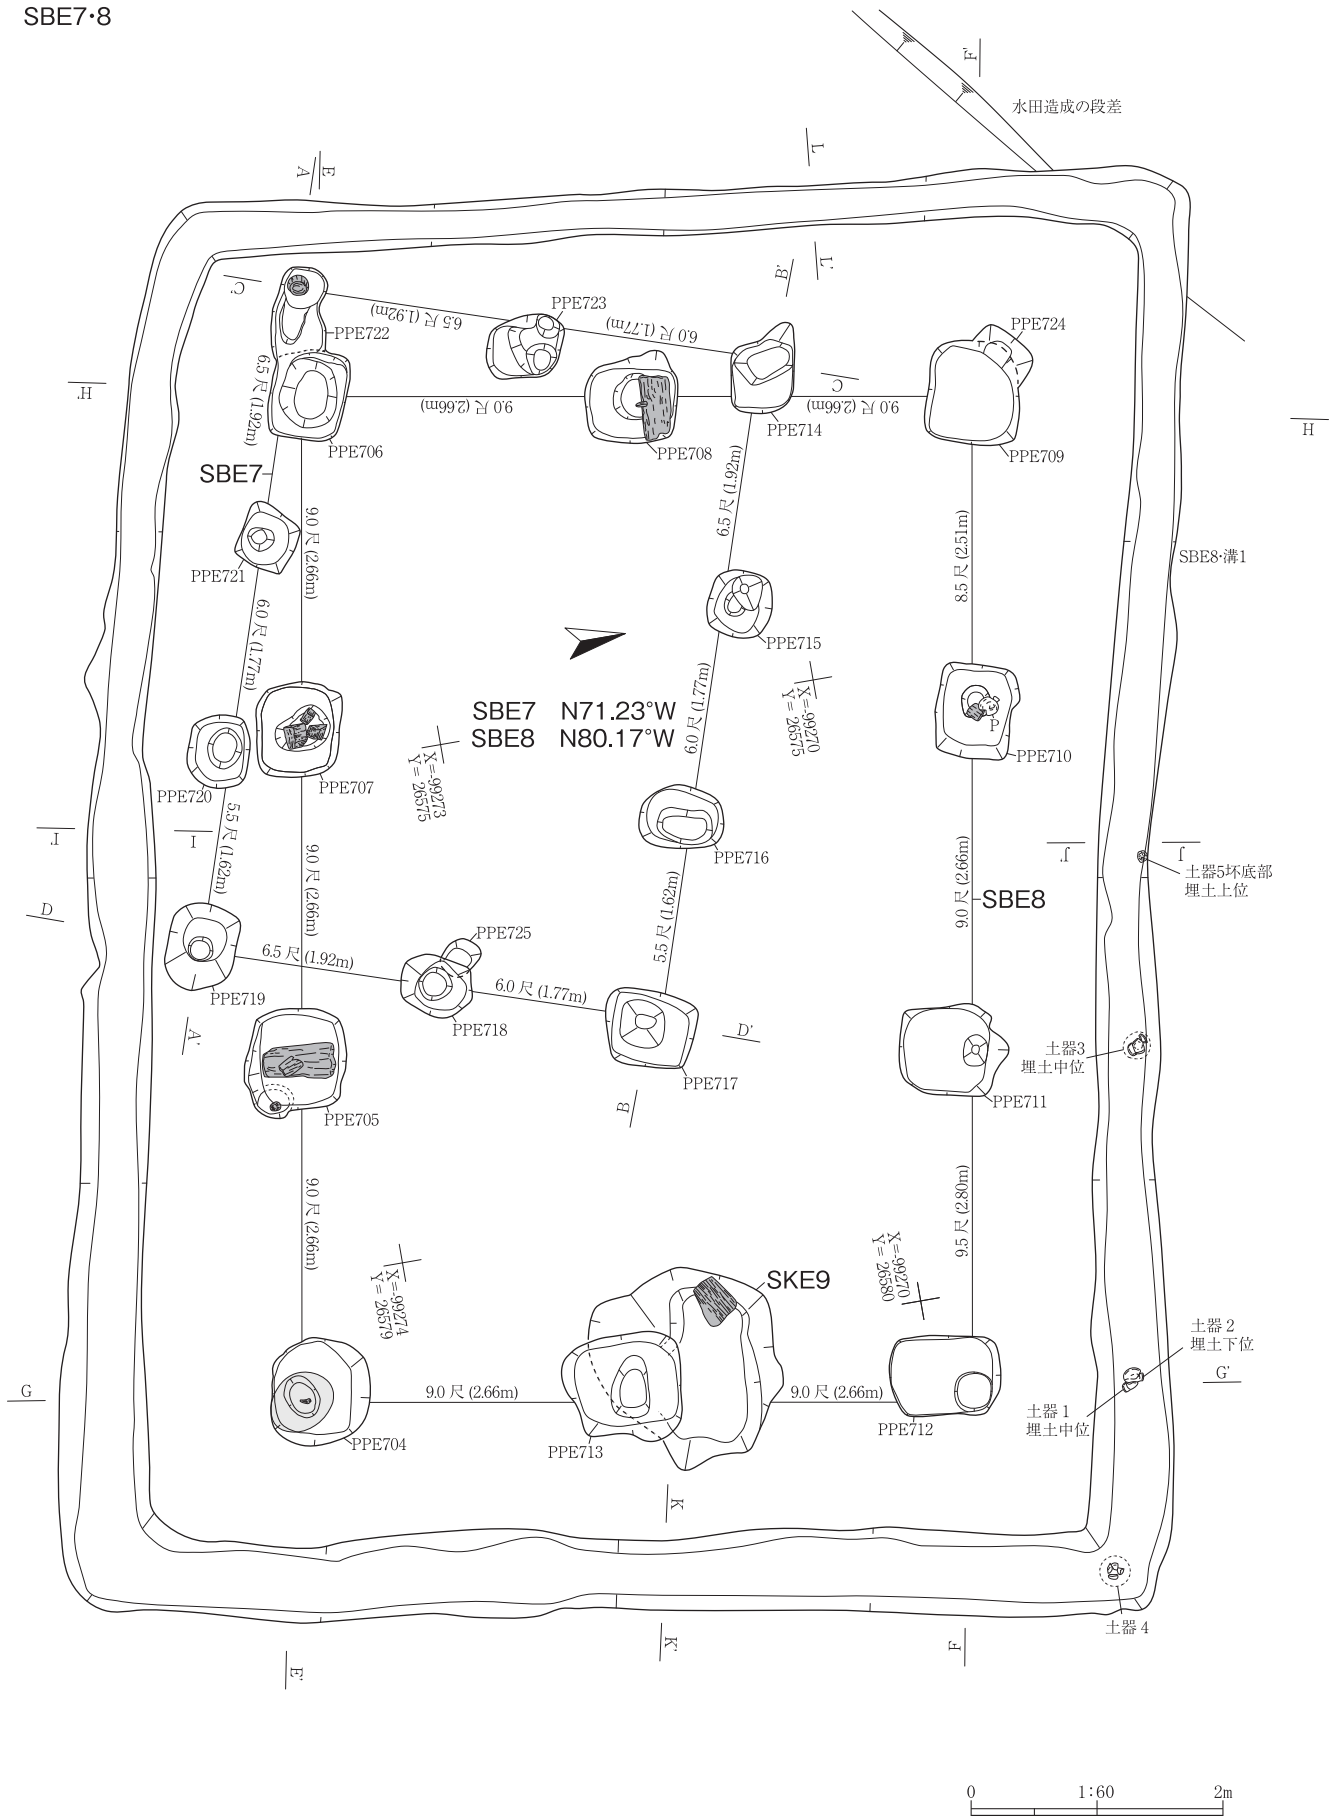 SBE7・8
F'
水田造成の段差
L
A
E
L'
B'
C'
PPE723
PPE724
6.5 尺 (1.92m)
6.0 尺 (1.77m)
PPE722
H'
6.5 尺 (1.92m)
9.0 尺 (2.66m)
C
9.0 尺 (2.66m)
H
PPE714
PPE706
PPE708
PPE709
SBE7
6.5 尺 (1.92m)
9.0 尺 (2.66m)
8.5 尺 (2.51m)
SBE8・溝1
PPE721
6.0 尺 (1.77m)
PPE715
SBE7 N71.23°W
SBE8 N80.17°W
6.0 尺 (1.77m)
X=-99270
Y= 26575
P
PPE710
X=-99273
Y= 26575
PPE720
PPE707
5.5 尺 (1.62m)
I'
I
PPE716
J'
J
土器5坏底部
埋土上位
9.0 尺 (2.66m)
5.5 尺 (1.62m)
9.0 尺 (2.66m)
SBE8
D
PPE725
6.5 尺 (1.92m)
6.0 尺 (1.77m)
PPE719
PPE718
A'
D'
PPE717
土器3
埋土中位
PPE711
B
PPE705
9.0 尺 (2.66m)
9.5 尺 (2.80m)
X=-99274
Y= 26579
X=-99270
Y= 26580
SKE9
土器 2
埋土下位
G
G'
9.0 尺 (2.66m)
9.0 尺 (2.66m)
土器 1
埋土中位
PPE712
PPE704
PPE713
K
土器 4
E'
K'
F
0 1:60 2m